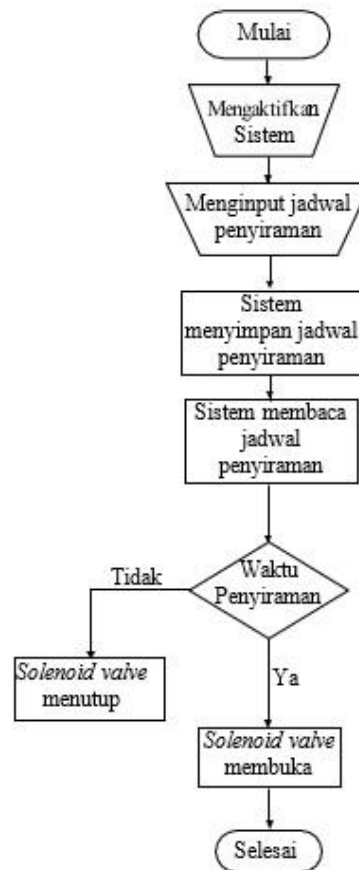 Mulai
Mengaktifkan
Sistem
Menginput jadwal
penyiraman
Sistem
menyimpan jadwal
penyiraman
Sistem membaca
jadwal
penyiraman
Waktu
Penyiraman
Tidak
Solenoid valve
menutup
Ya
Solenoid valve
membuka
Selesai